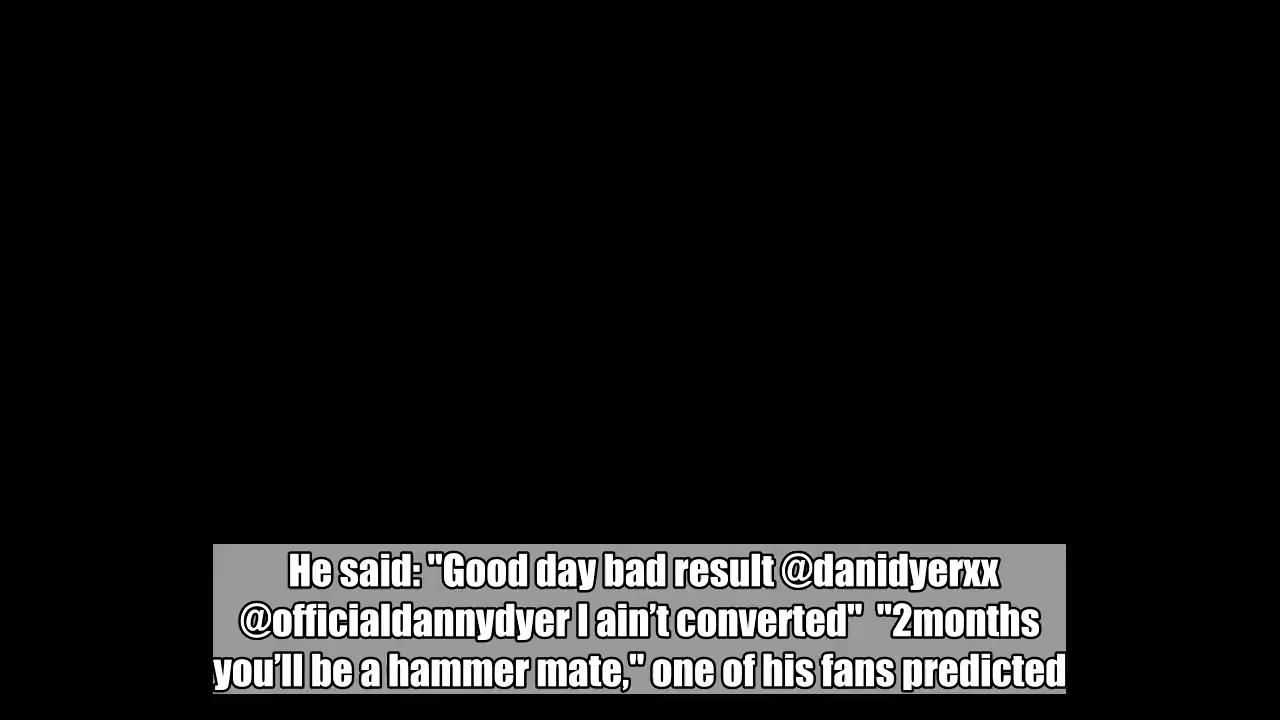 He said: "Good day bad result @danidyerxx
@officialdannydyer I ain’t converted"  "2months
you’ll be a hammer mate," one of his fans predicted